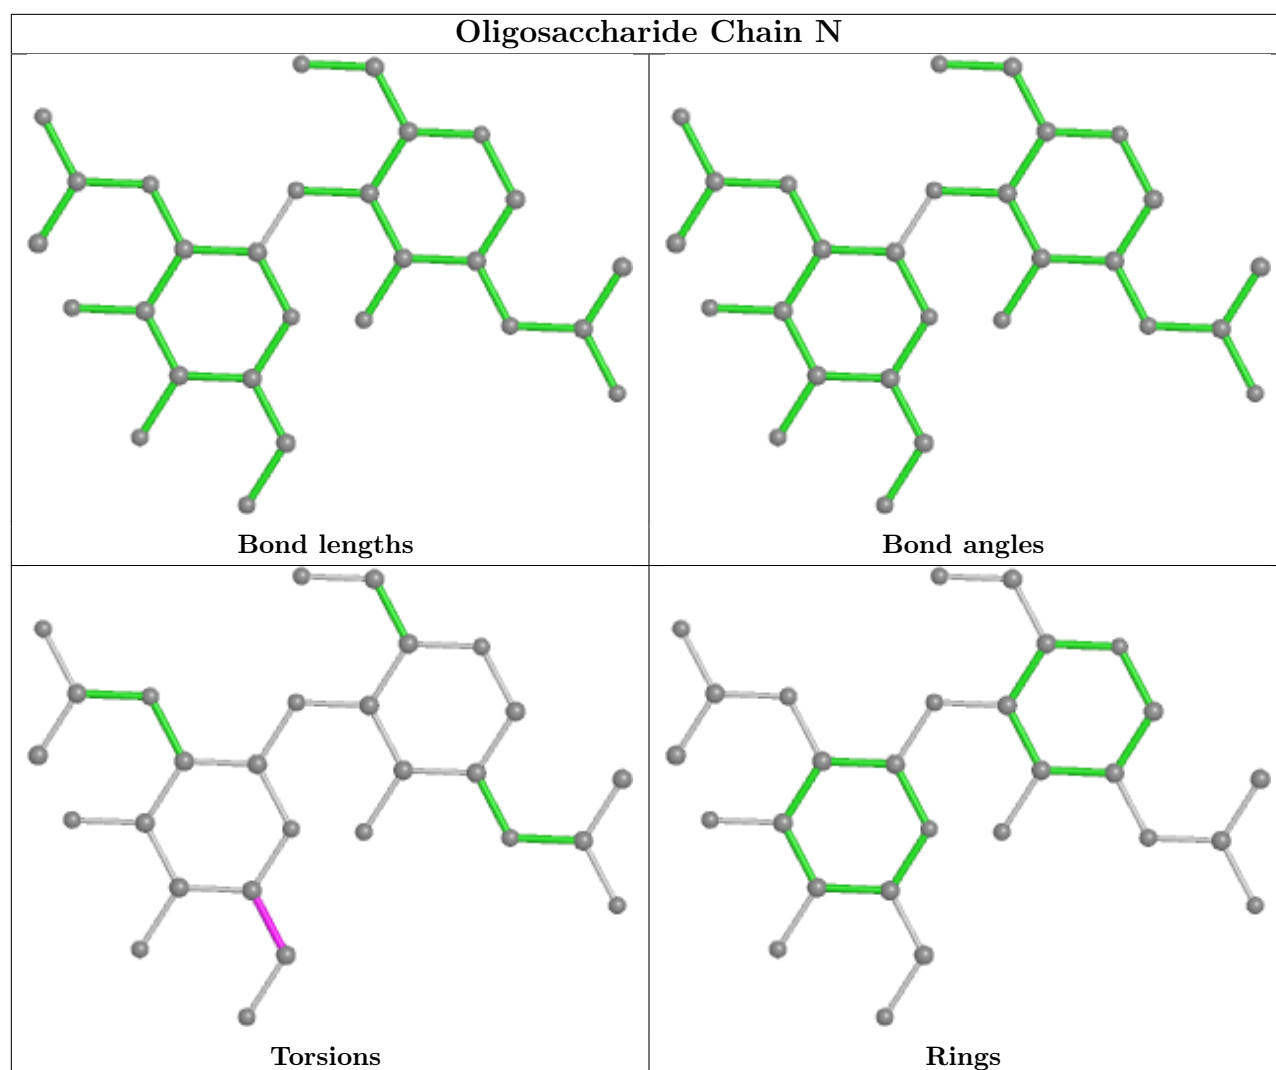 Oligosaccharide Chain N
Bond lengths
Bond angles
Torsions
Rings